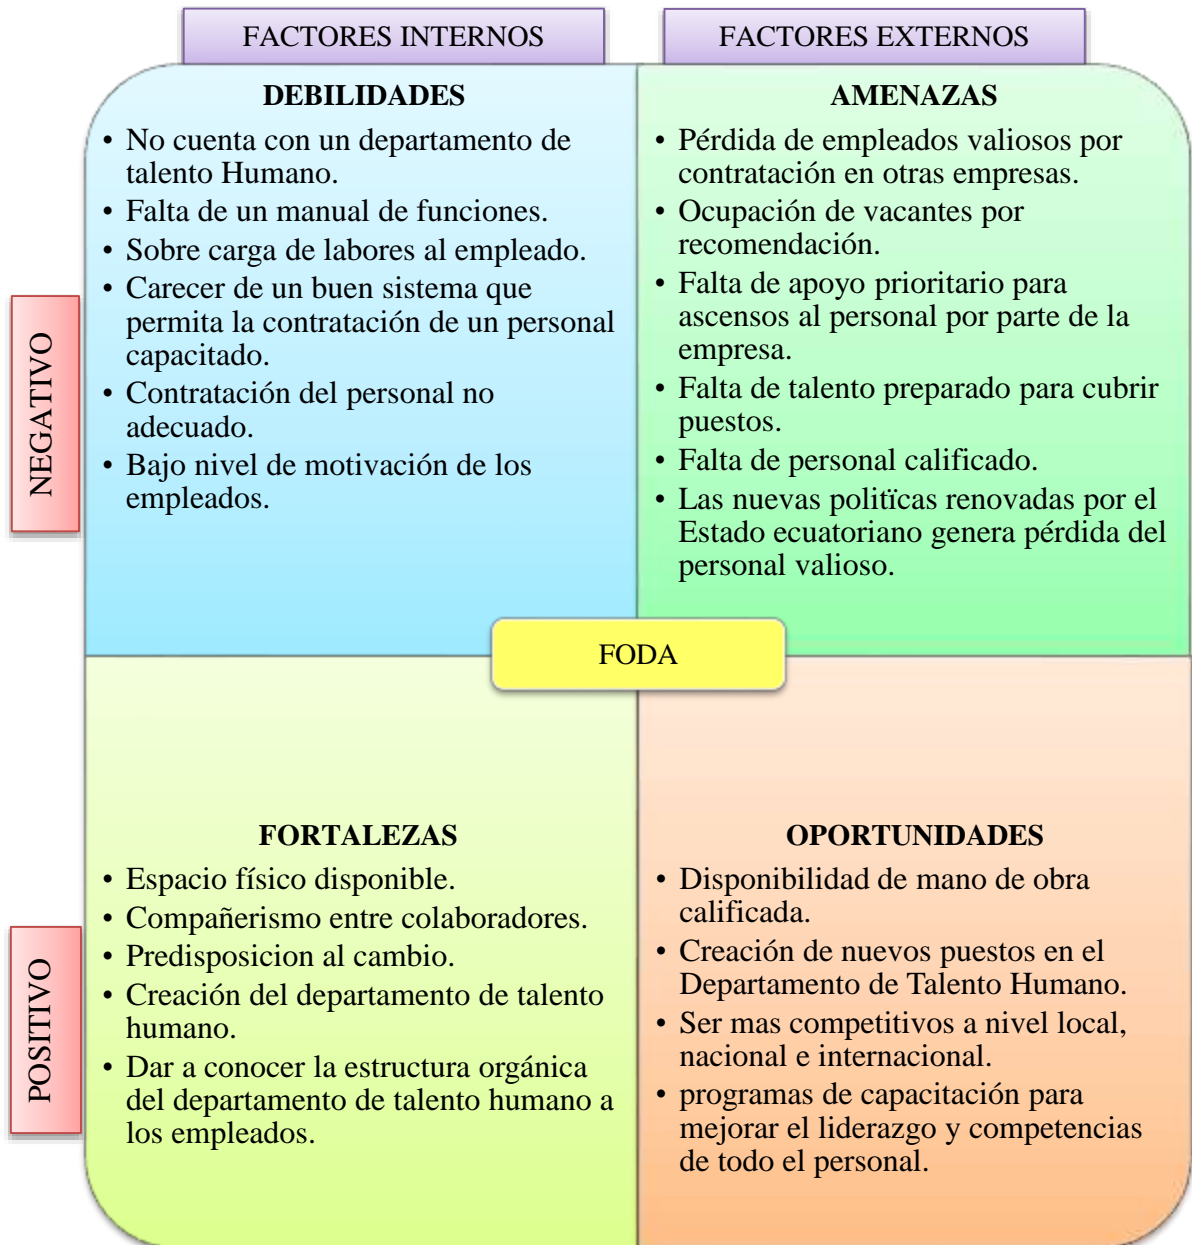 FACTORES INTERNOS
FACTORES EXTERNOS
NEGATIVO
DEBILIDADES
• No cuenta con un departamento de
talento Humano.
• Falta de un manual de funciones.
• Sobre carga de labores al empleado.
• Carecer de un buen sistema que
permita la contratación de un personal
capacitado.
• Contratación del personal no
adecuado.
• Bajo nivel de motivación de los
empleados.
AMENAZAS
• Pérdida de empleados valiosos por
contratación en otras empresas.
• Ocupación de vacantes por
recomendación.
• Falta de apoyo prioritario para
ascensos al personal por parte de la
empresa.
• Falta de talento preparado para cubrir
puestos.
• Falta de personal calificado.
• Las nuevas politïcas renovadas por el
Estado ecuatoriano genera pérdida del
personal valioso.
FODA
POSITIVO
FORTALEZAS
• Espacio físico disponible.
• Compañerismo entre colaboradores.
• Predisposicion al cambio.
• Creación del departamento de talento
humano.
• Dar a conocer la estructura orgánica
del departamento de talento humano a
los empleados.
OPORTUNIDADES
• Disponibilidad de mano de obra
calificada.
• Creación de nuevos puestos en el
Departamento de Talento Humano.
• Ser mas competitivos a nivel local,
nacional e internacional.
• programas de capacitación para
mejorar el liderazgo y competencias
de todo el personal.